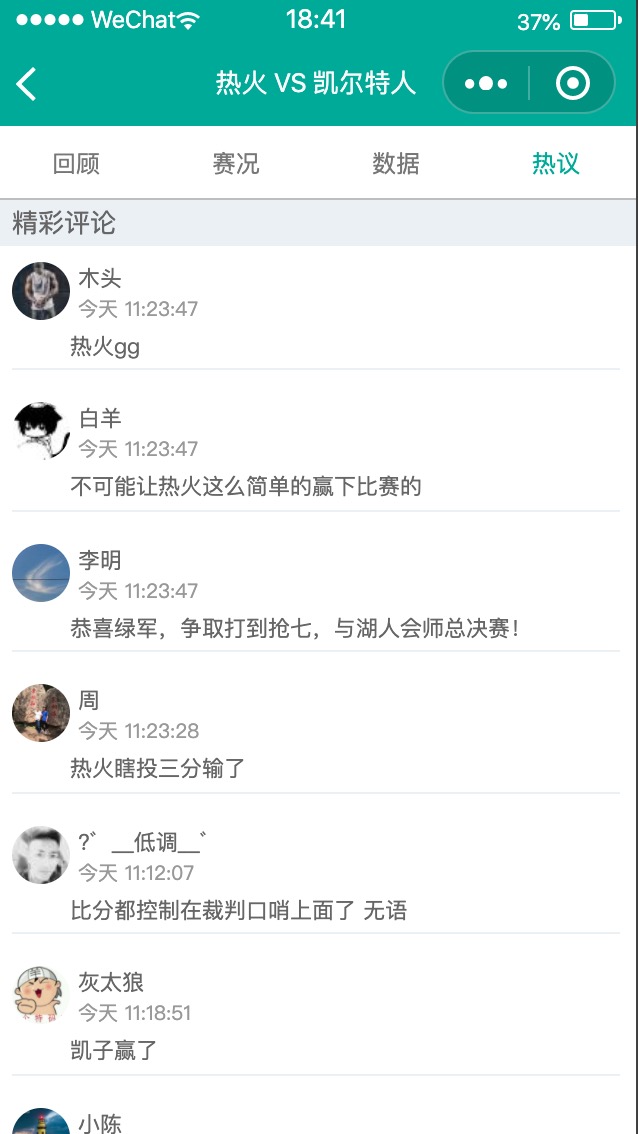 WeChat 18:41 37%
热火 VS 凯尔特人
回顾 赛况 数据 热议
精彩评论
木头
今天 11:23:47
热火gg
白羊
今天 11:23:47
不可能让热火这么简单的赢下比赛的
李明
今天 11:23:47
恭喜绿军，争取打到抢七，与湖人会师总决赛！
周
今天 11:23:28
热火瞎投三分输了
?゛__低调__゛
今天 11:12:07
比分都控制在裁判口哨上面了 无语
灰太狼
今天 11:18:51
凯子赢了
小陈